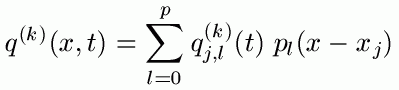 q^{(k)}(x,t) = \sum_{l=0}^{p} q_{j,l}^{(k)}(t) \; p_l(x - x_j)